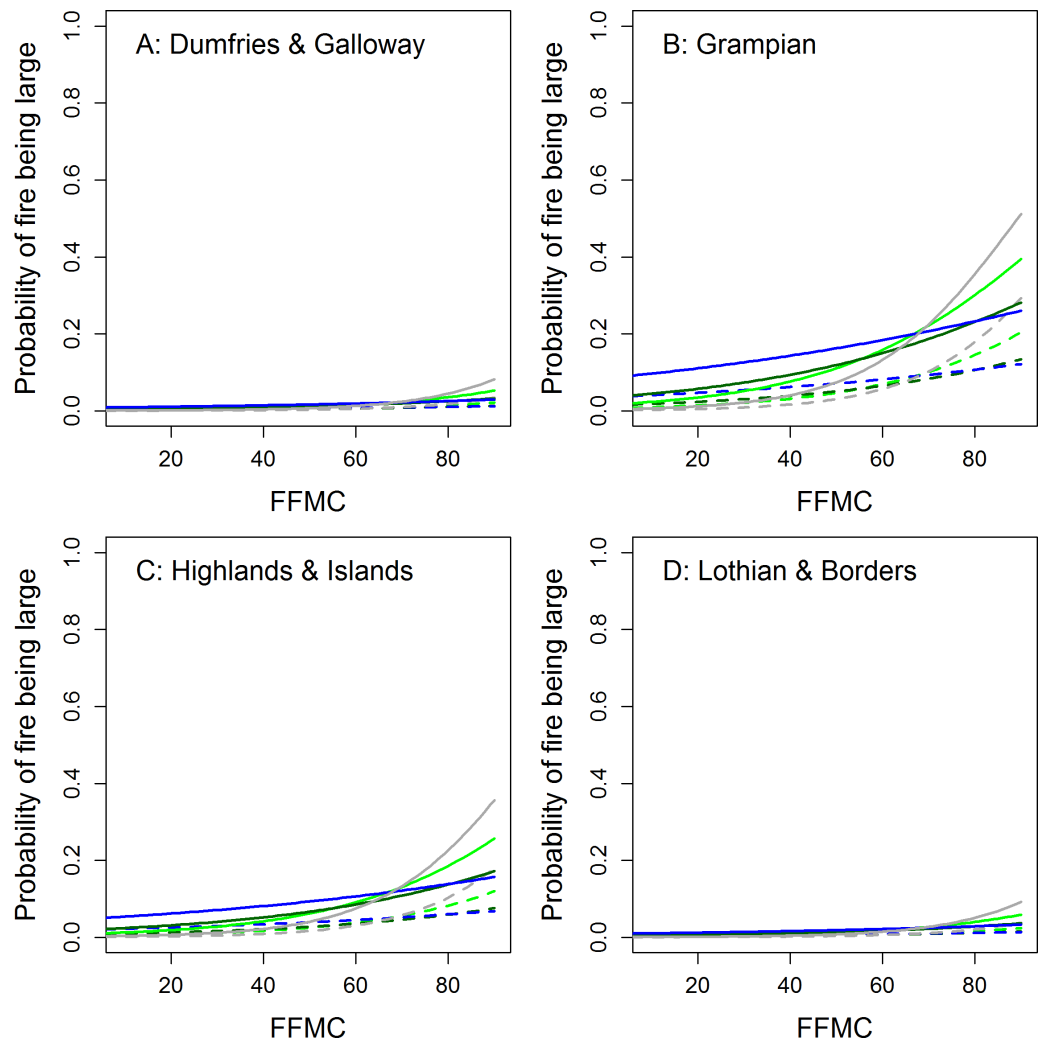 A: Dumfries & Galloway
Probability of fire being large
0.0 0.2 0.4 0.6 0.8 1.0
20 40 60 80
FFMC
B: Grampian
Probability of fire being large
0.0 0.2 0.4 0.6 0.8 1.0
20 40 60 80
FFMC
C: Highlands & Islands
Probability of fire being large
0.0 0.2 0.4 0.6 0.8 1.0
20 40 60 80
FFMC
D: Lothian & Borders
Probability of fire being large
0.0 0.2 0.4 0.6 0.8 1.0
20 40 60 80
FFMC